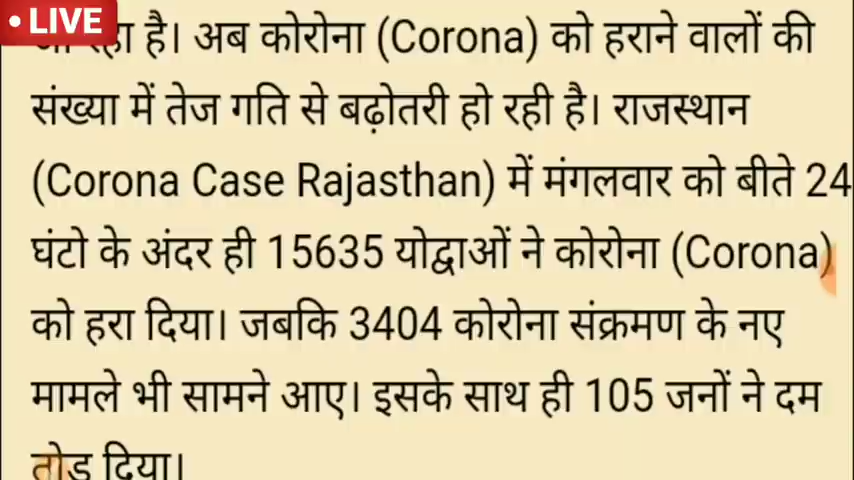 • LIVE
रहा है। अब कोरोना (Corona) को हराने वालों की
संख्या में तेज गति से बढ़ोतरी हो रही है। राजस्थान
(Corona Case Rajasthan) में मंगलवार को बीते 24
घंटो के अंदर ही 15635 योद्वाओं ने कोरोना (Corona)
को हरा दिया। जबकि 3404 कोरोना संक्रमण के नए
मामले भी सामने आए। इसके साथ ही 105 जनों ने दम
तोड़ दिया।